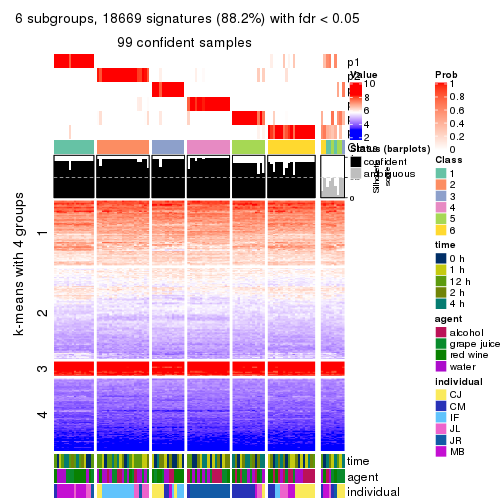 6 subgroups, 18669 signatures (88.2%) with fdr < 0.05
99 confident samples
p1
Value
10
8
6
4
2
Prob
1
0.8
0.6
0.4
0.2
0
Status (barplots)
confident
ambiguous
Silhouette
score
0
k-means with 4 groups
1
2
3
4
Class
1
2
3
4
5
6
time
0 h
1 h
12 h
2 h
4 h
agent
alcohol
grape juice
red wine
water
individual
CJ
CM
IF
JL
JR
MB
time
agent
individual